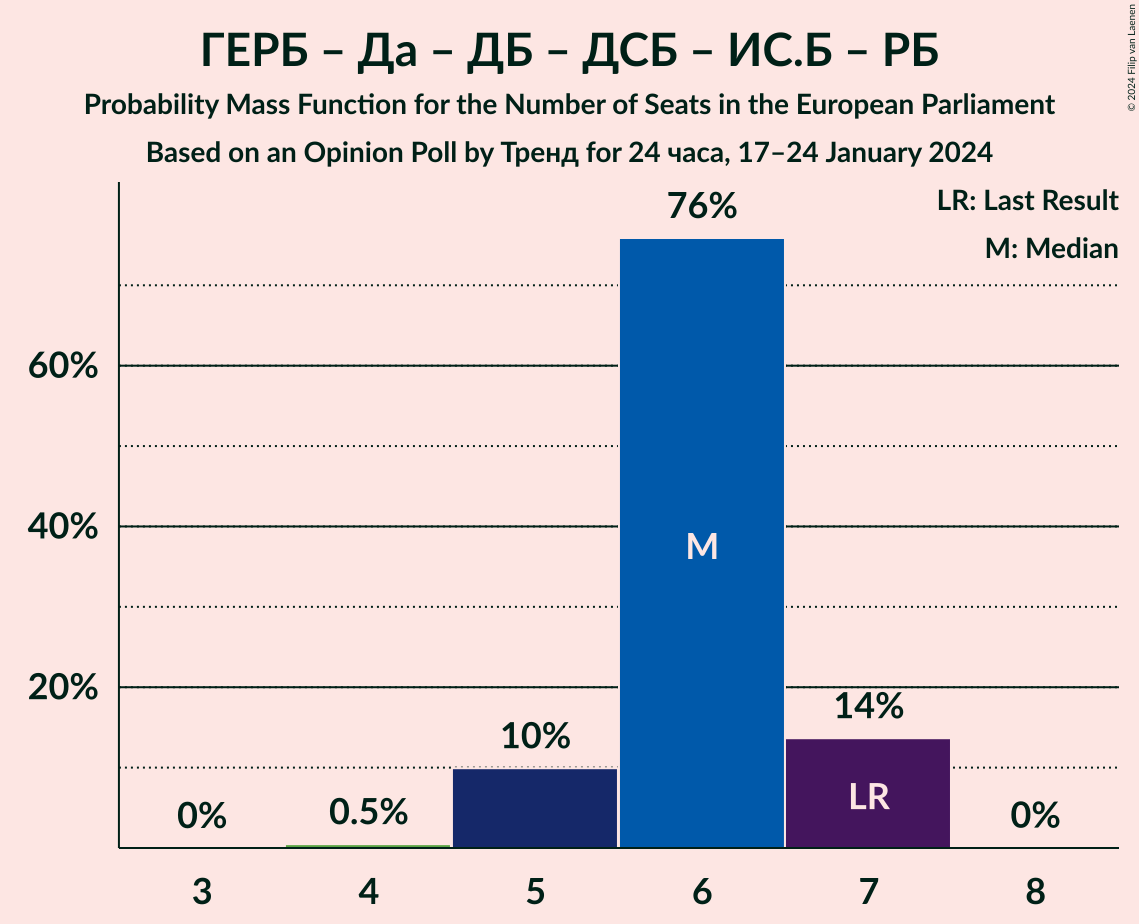 ГЕРБ – Да – ДБ – ДСБ – ИС.Б – РБ
Probability Mass Function for the Number of Seats in the European Parliament
Based on an Opinion Poll by Тренд for 24 часа, 17–24 January 2024
© 2024 Filip van Laenen
LR: Last Result
M: Median
76%
60%
40%
M
20%
14%
10%
LR
0%
0.5%
0%
3
4
5
6
7
8